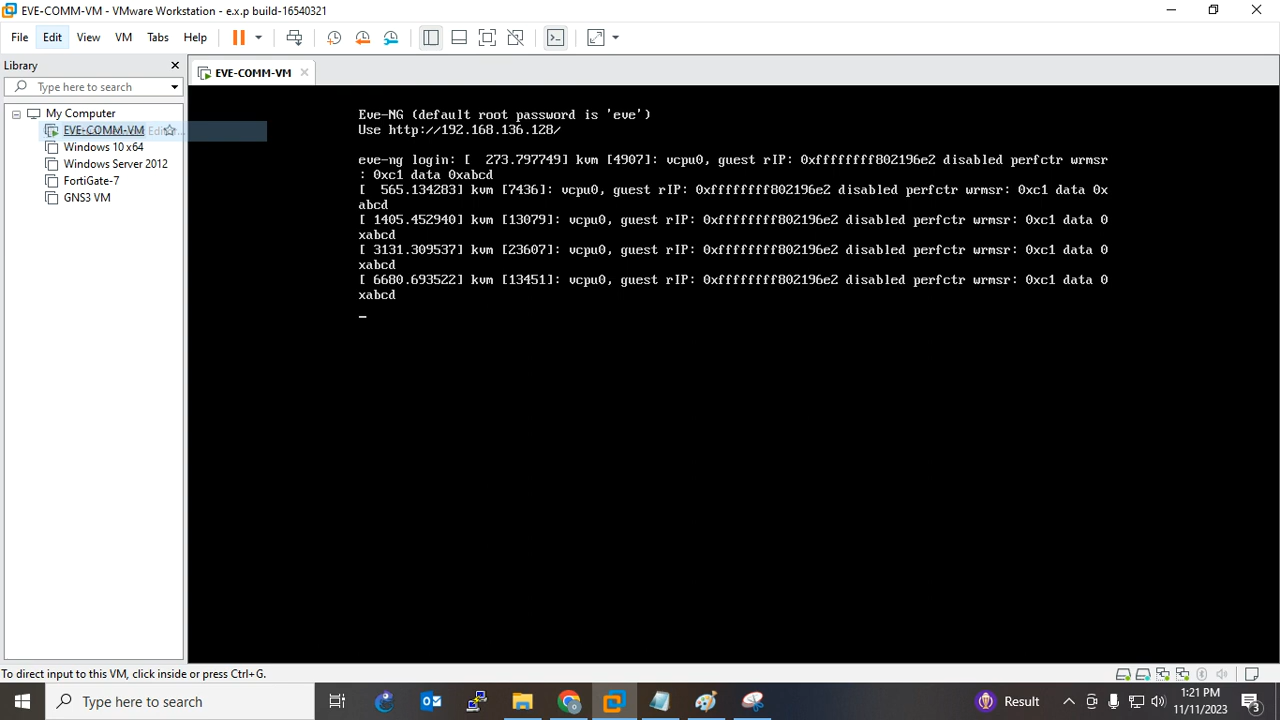 EVE-COMM-VM - VMware Workstation - e.x.p build-16540321
File Edit View VM Tabs Help
Library
Type here to search
My Computer
EVE-COMM-VM
Windows 10 x64
Windows Server 2012
FortiGate-7
GNS3 VM
EVE-COMM-VM
Eve-NG (default root password is 'eve')
Use http://192.168.136.128/
eve-ng login: [  273.797749] kvm [4907]: vcpu0, guest rIP: 0xffffffff802196e2 disabled perfctr wrmsr
: 0xc1 data 0xabcd
[  565.134283] kvm [7436]: vcpu0, guest rIP: 0xffffffff802196e2 disabled perfctr wrmsr: 0xc1 data 0x
abcd
[ 1405.452940] kvm [13079]: vcpu0, guest rIP: 0xffffffff802196e2 disabled perfctr wrmsr: 0xc1 data 0
xabcd
[ 3131.309537] kvm [23607]: vcpu0, guest rIP: 0xffffffff802196e2 disabled perfctr wrmsr: 0xc1 data 0
xabcd
[ 6680.693522] kvm [13451]: vcpu0, guest rIP: 0xffffffff802196e2 disabled perfctr wrmsr: 0xc1 data 0
xabcd
_
To direct input to this VM, click inside or press Ctrl+G.
Type here to search
Result
1:21 PM
11/11/2023
3